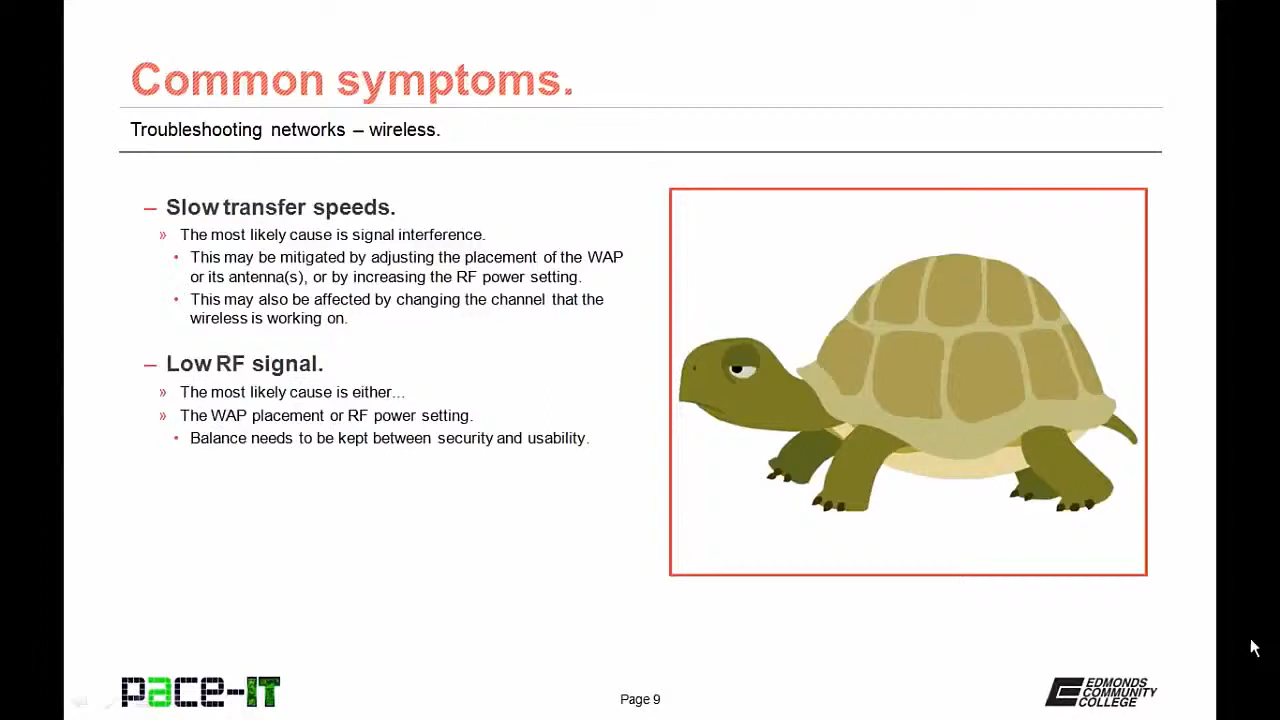 Common symptoms.
Troubleshooting networks – wireless.
– Slow transfer speeds.
» The most likely cause is signal interference.
• This may be mitigated by adjusting the placement of the WAP
or its antenna(s), or by increasing the RF power setting.
• This may also be affected by changing the channel that the
wireless is working on.
– Low RF signal.
» The most likely cause is either...
» The WAP placement or RF power setting.
• Balance needs to be kept between security and usability.
pace-IT
Page 9
EDMONDS
COMMUNITY
COLLEGE